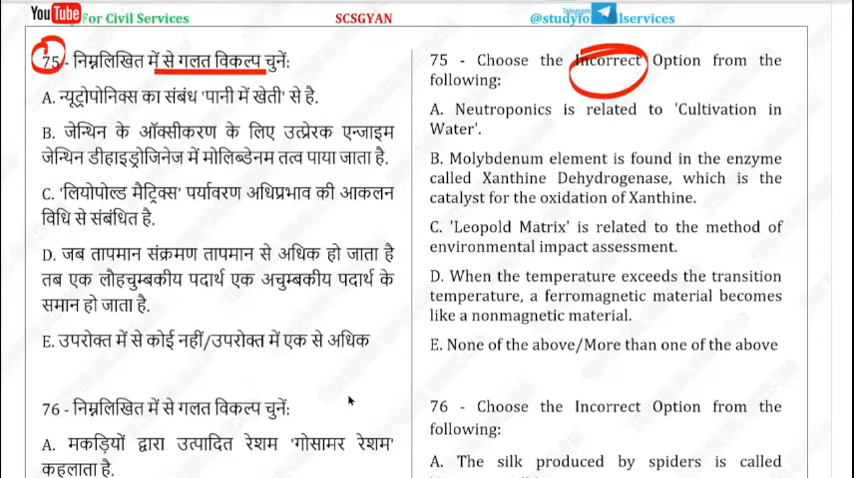 YouTube For Civil Services
SCSGYAN
Telegram
@studyfo lservices
75 - निम्नलिखित में से गलत विकल्प चुनें:
A. न्यूट्रोपोनिक्स का संबंध 'पानी में खेती' से है.
B. जेन्थिन के ऑक्सीकरण के लिए उत्प्रेरक एन्जाइम
जेन्थिन डीहाइड्रोजिनेज में मोलिब्डेनम तत्व पाया जाता है.
C. 'लियोपोल्ड मैट्रिक्स' पर्यावरण अधिप्रभाव की आकलन
विधि से संबंधित है.
D. जब तापमान संक्रमण तापमान से अधिक हो जाता है
तब एक लौहचुम्बकीय पदार्थ एक अचुम्बकीय पदार्थ के
समान हो जाता है.
E. उपरोक्त में से कोई नहीं/उपरोक्त में एक से अधिक
76 - निम्नलिखित में से गलत विकल्प चुनें:
A. मकड़ियों द्वारा उत्पादित रेशम 'गोसामर रेशम'
कहलाता है.
75 - Choose the Incorrect Option from the
following:
A. Neutroponics is related to 'Cultivation in
Water'.
B. Molybdenum element is found in the enzyme
called Xanthine Dehydrogenase, which is the
catalyst for the oxidation of Xanthine.
C. 'Leopold Matrix' is related to the method of
environmental impact assessment.
D. When the temperature exceeds the transition
temperature, a ferromagnetic material becomes
like a nonmagnetic material.
E. None of the above/More than one of the above
76 - Choose the Incorrect Option from the
following:
A. The silk produced by spiders is called